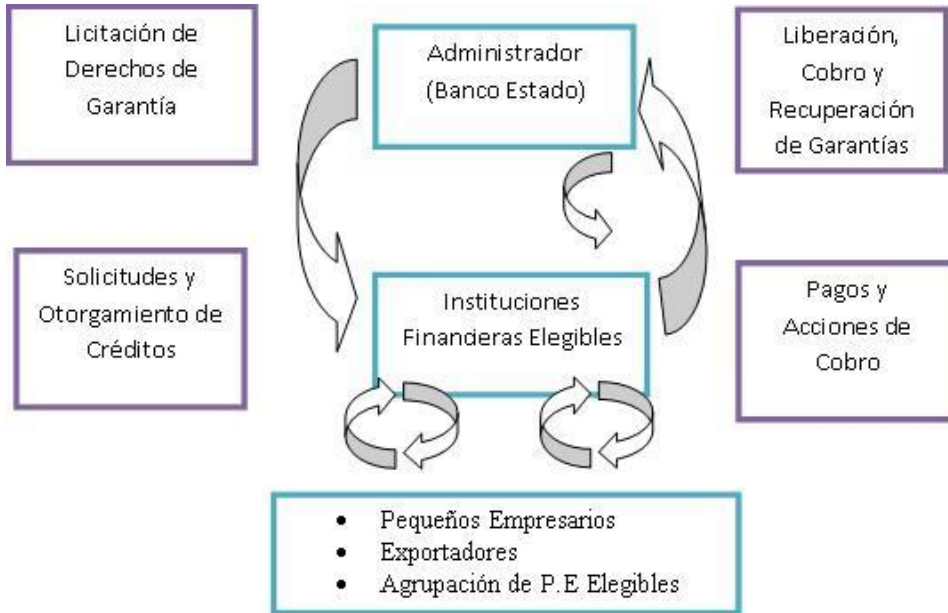 Licitación de
Derechos de
Garantía
Administrador
(Banco Estado)
Liberación,
Cobro y
Recuperación
de Garantías
Solicitudes y
Otorgamiento de
Créditos
Instituciones
Financieras Elegibles
Pagos y
Acciones de
Cobro
• Pequeños Empresarios
• Exportadores
• Agrupación de P.E Elegibles